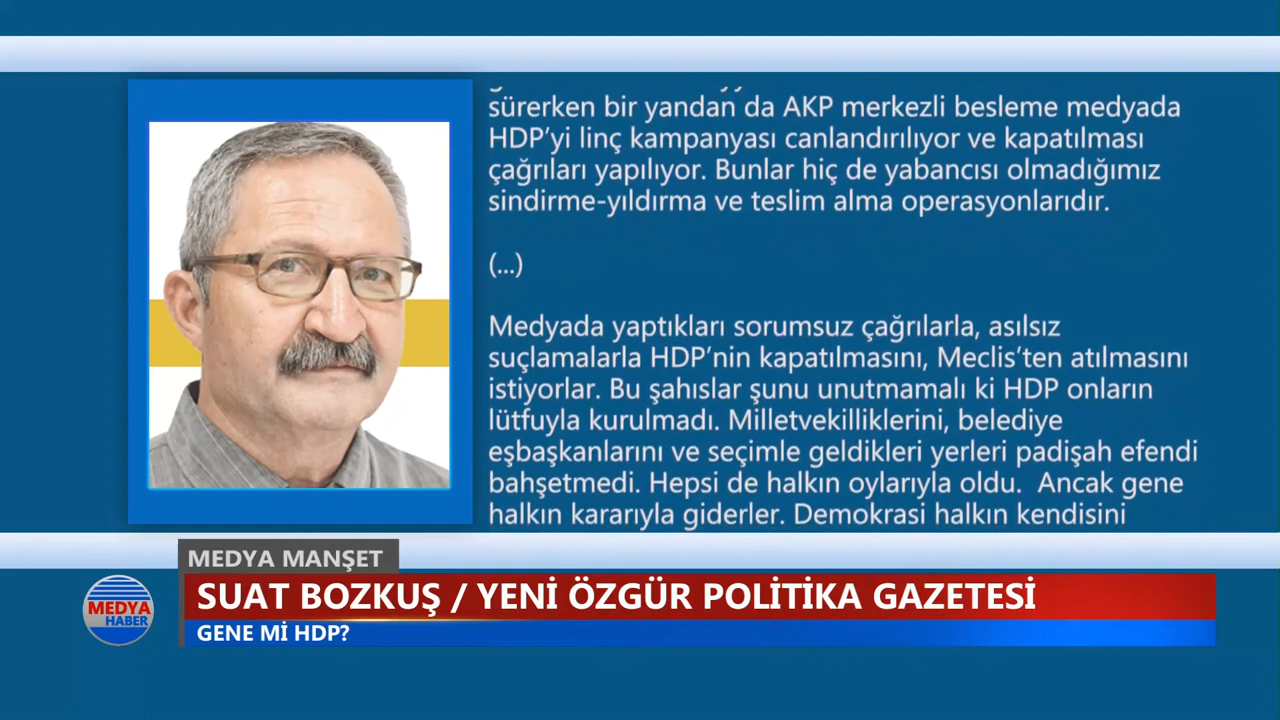 sürerken bir yandan da AKP merkezli besleme medyada
HDP'yi linç kampanyası canlandırılıyor ve kapatılması
çağrıları yapılıyor. Bunlar hiç de yabancısı olmadığımız
sindirme-yıldırma ve teslim alma operasyonlarıdır.
(...)
Medyada yaptıkları sorumsuz çağrılarla, asılsız
suçlamalarla HDP'nin kapatılmasını, Meclis'ten atılmasını
istiyorlar. Bu şahıslar şunu unutmamalı ki HDP onların
lütfuyla kurulmadı. Milletvekilliklerini, belediye
eşbaşkanlarını ve seçimle geldikleri yerleri padişah efendi
bahşetmedi. Hepsi de halkın oylarıyla oldu.  Ancak gene
halkın kararıyla giderler. Demokrasi halkın kendisini
MEDYA MANŞET
SUAT BOZKUŞ / YENİ ÖZGÜR POLİTİKA GAZETESİ
GENE Mİ HDP?
MEDYA
HABER